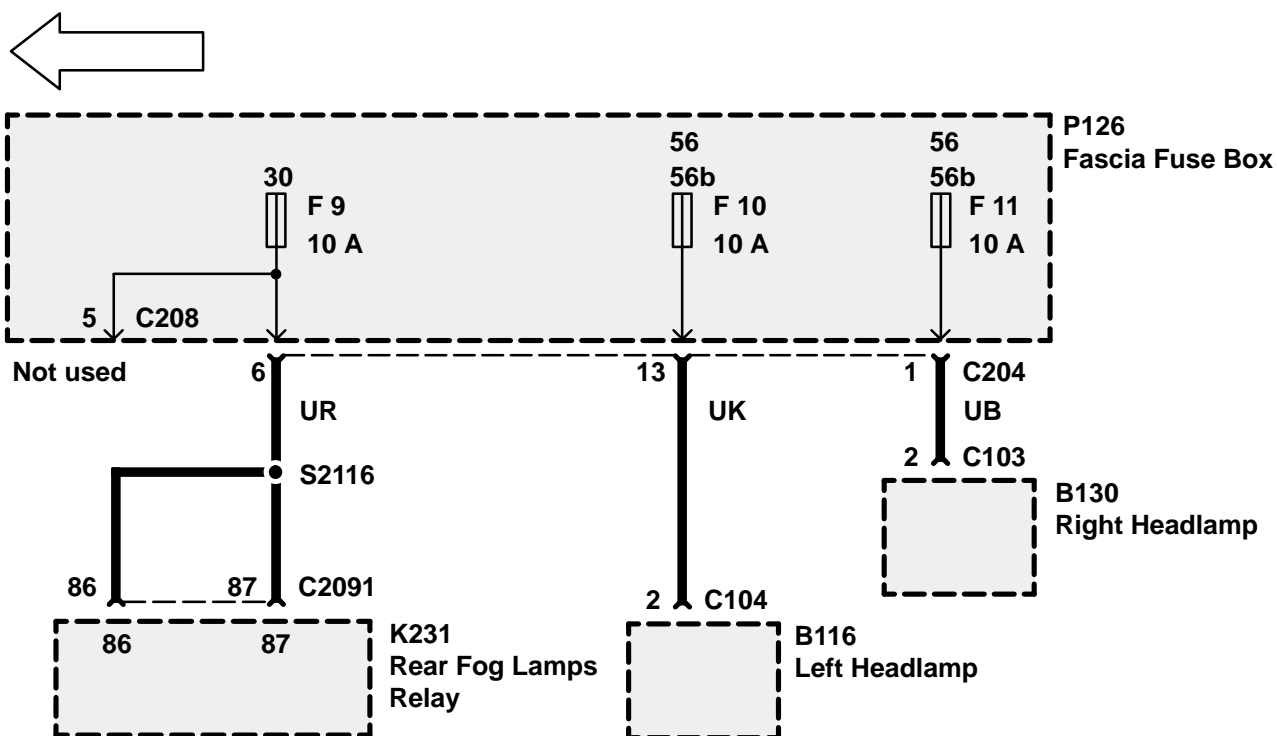 P126
Fascia Fuse Box
56
56
30
56b
56b
F 9
F 10
F 11
10 A
10 A
10 A
5
C208
Not used
6
13
1
C204
UR
UK
UB
2
C103
S2116
B130
Right Headlamp
86
87
C2091
2
C104
86
87
K231
Rear Fog Lamps
Relay
B116
Left Headlamp